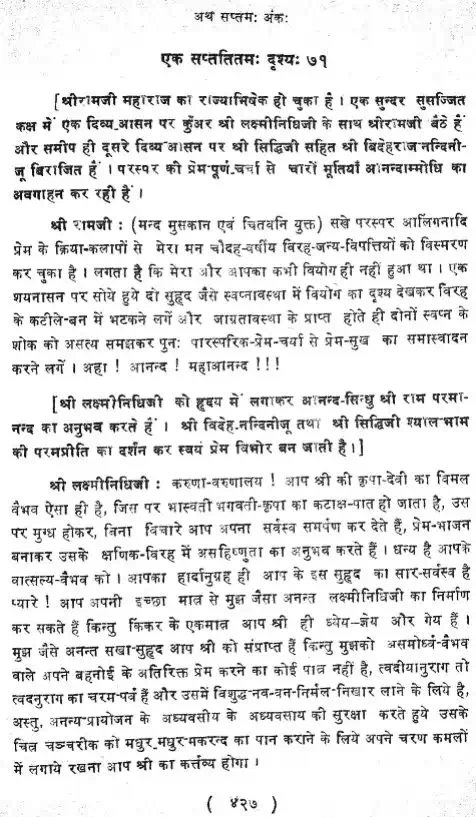 अथ सप्तमः अंकः
एक सप्ततितमः दृश्यः ७१
[श्रीरामजी महाराज का राज्याभिषेक हो चुका है । एक सुन्दर सुसज्जित
कक्ष में एक दिव्य आसन पर कुँअर श्री लक्ष्मीनिधिजी के साथ श्रीरामजी बैठे हैं
और समीप ही दूसरे दिव्य-आसन पर श्री सिद्धिजी सहित श्री बिदेहराज-नन्दिनी-
जू बिराजित हैं । परस्पर की प्रेम-पूर्ण-चर्चा से चारों मूर्तियाँ आनन्दाम्भोधि का
अवगाहन कर रही हैं ।
श्री रामजी : (मन्द मुसकान एवं चितवनि युक्त) सखे परस्पर आलिंगनादि
प्रेम के क्रिया-कलापों से मेरा मन चौदह-वर्षीय विरह-जन्य-विपत्तियों को विस्मरण
कर चुका है । लगता है कि मेरा और आपका कभी वियोग ही नहीं हुआ था । एक
शयनासन पर सोये हुये दो सुहृद जैसे स्वप्नावस्था में वियोग का दृश्य देखकर विरह
के कटीले-बन में भटकने लगें और जाग्रतावस्था के प्राप्त होते ही दोनों स्वप्न के
शोक को असत्य समझकर पुनः पारस्परिक-प्रेम-चर्या से प्रेम-सुख का समास्वादन
करने लगें । अहा ! आनन्द ! महाआनन्द ! ! !
[श्री लक्ष्मीनिधिजी को हृदय में लगाकर आनन्द-सिन्धु श्री राम परमा-
नन्द का अनुभव करते हैं । श्री विदेह-नन्दिनीजू तथा श्री सिद्धिजी श्याल-भाम
की परमप्रीति का दर्शन कर स्वयं प्रेम विभोर बन जाती है ।]
श्री लक्ष्मीनिधिजी : करुणा-वरुणालय ! आप श्री की कृपा-देवी का विमल
वैभव ऐसा ही है, जिस पर भास्वती भगवती-कृपा का कटाक्ष-पात हो जाता है, उस
पर मुग्ध होकर, बिना विचारे आप अपना सर्वस्व समर्पण कर देते हैं, प्रेम-भाजन
बनाकर उसके क्षणिक-विरह में असहिष्णुता का अनुभव करते हैं । धन्य है आपके
वात्सल्य-वैभव को । आपका हार्दानुग्रह ही आप के इस सुहृद का सार-सर्वस्व है
प्यारे ! आप अपनी इच्छा मात्र से मुझ जैसा अनन्त लक्ष्मीनिधिजी का निर्माण
कर सकते हैं किन्तु किंकर के एकमात्र आप श्री ही ध्येय-ज्ञेय और गेय हैं ।
मुझ जैसे अनन्त सखा-सुहृद आप श्री को संप्राप्त हैं किन्तु मुझको असमोर्ध्व-वैभव
वाले अपने बहनोई के अतिरिक्त प्रेम करने का कोई पात्र नहीं है, त्वदीयानुराग तो
त्वदनुराग का चरम-पर्व हैं और उसमें विशुद्ध-नव-वन-निर्मल-निखार लाने के लिये है,
अस्तु, अनन्य-प्रायोजन के अध्यवसीय के अध्यवसाय की सुरक्षा करते हुये उसके
चित्त चञ्चरीक को मधुर-मधुर-मकरन्द का पान कराने के लिये अपने चरण कमलों
में लगाये रखना आप श्री का कर्त्तव्य होगा ।
( ४२७ )